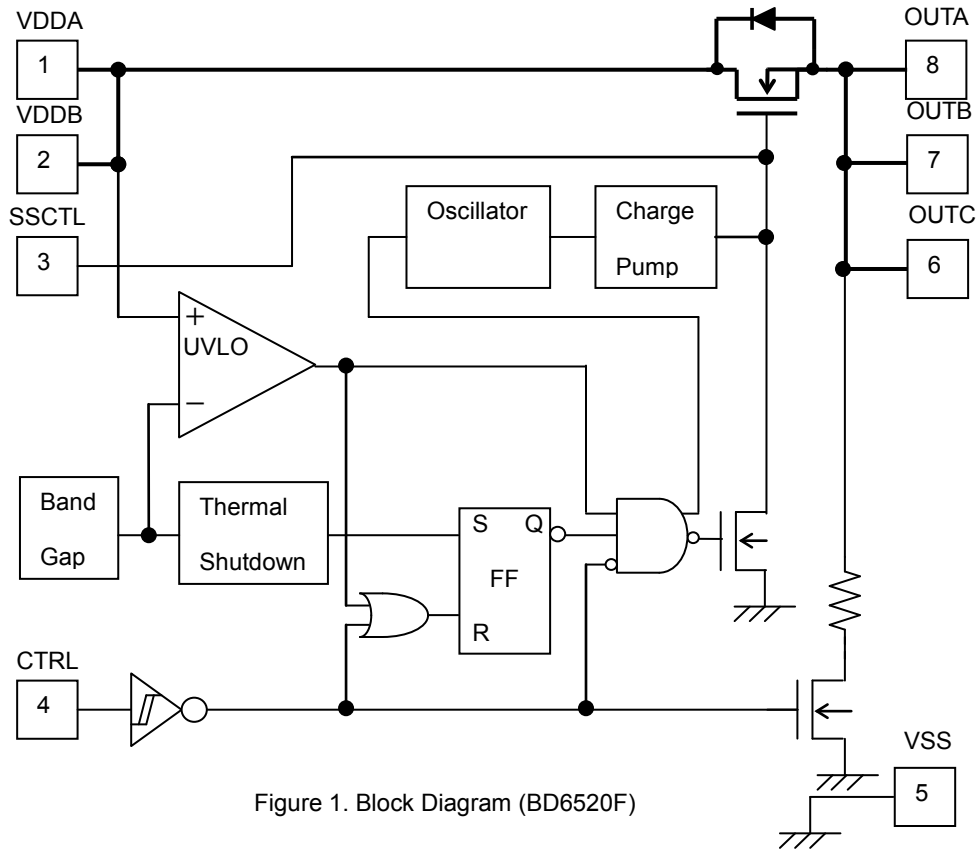 VDDA
OUTA
1
8
VDDB
OUTB
2
7
SSCTL
Oscillator
Charge
Pump
OUTC
3
6
+
UVLO
−
Band
Gap
Thermal
Shutdown
S
Q
FF
R
CTRL
4
VSS
5
Figure 1. Block Diagram (BD6520F)